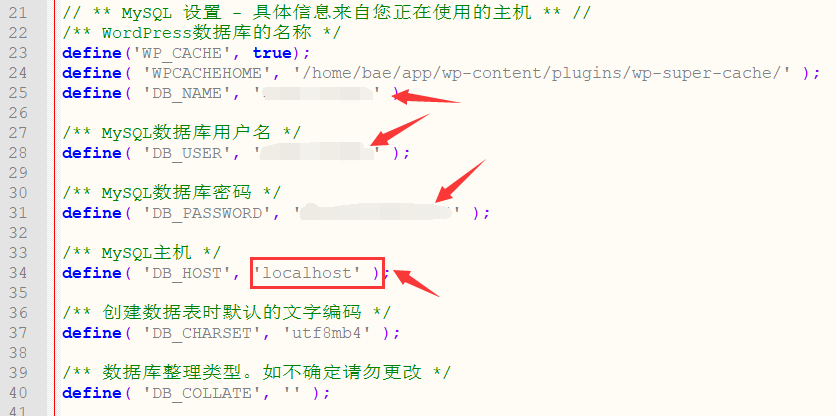 21 // ** MySQL 设置 - 具体信息来自您正在使用的主机 ** //
22 /** WordPress数据库的名称 */
23 define('WP_CACHE', true);
24 define( 'WPCACHEHOME', '/home/bae/app/wp-content/plugins/wp-super-cache/' );
25 define( 'DB_NAME', '' )
26
27 /** MySQL数据库用户名 */
28 define( 'DB_USER', '' );
29
30 /** MySQL数据库密码 */
31 define( 'DB_PASSWORD', '' );
32
33 /** MySQL主机 */
34 define( 'DB_HOST', 'localhost' );
35
36 /** 创建数据表时默认的文字编码 */
37 define( 'DB_CHARSET', 'utf8mb4' );
38
39 /** 数据库整理类型。如不确定请勿更改 */
40 define( 'DB_COLLATE', '' );
41